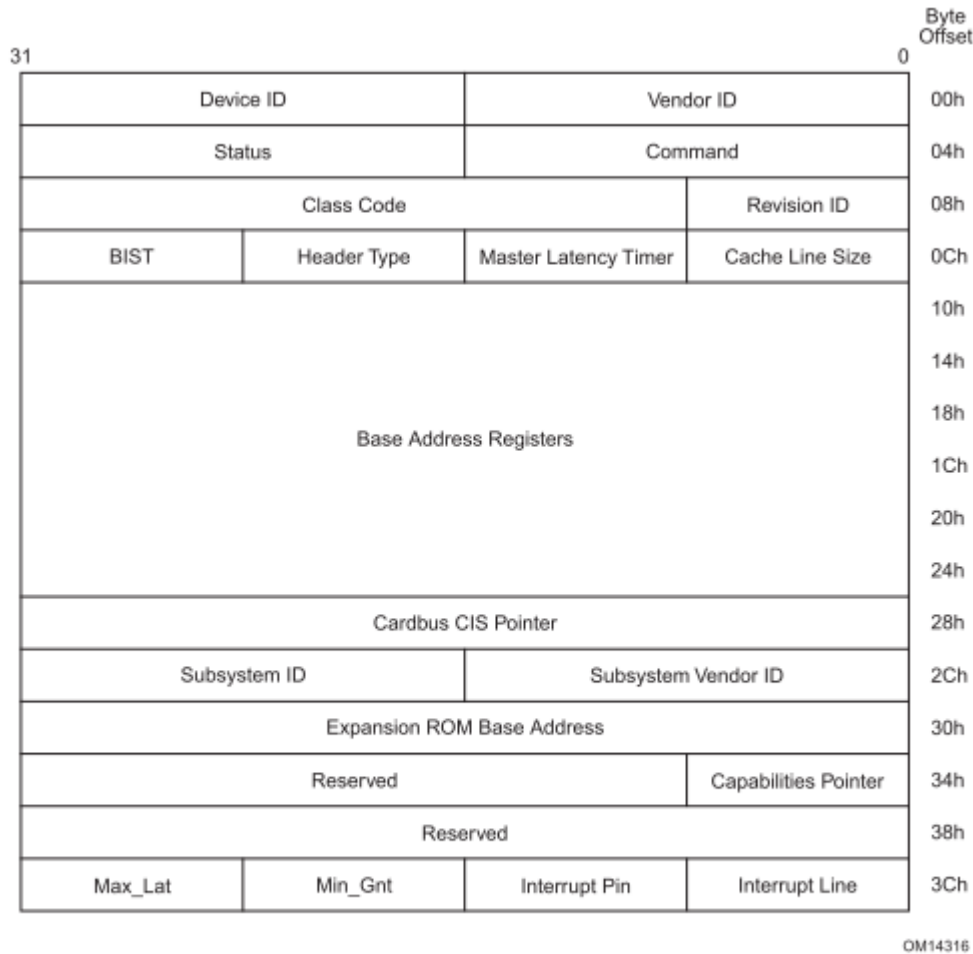 Byte
Offset
31 0
Device ID Vendor ID 00h
Status Command 04h
Class Code Revision ID 08h
BIST Header Type Master Latency Timer Cache Line Size 0Ch
10h
14h
18h
Base Address Registers
1Ch
20h
24h
Cardbus CIS Pointer 28h
Subsystem ID Subsystem Vendor ID 2Ch
Expansion ROM Base Address 30h
Reserved Capabilities Pointer 34h
Reserved 38h
Max_Lat Min_Gnt Interrupt Pin Interrupt Line 3Ch
OM14316